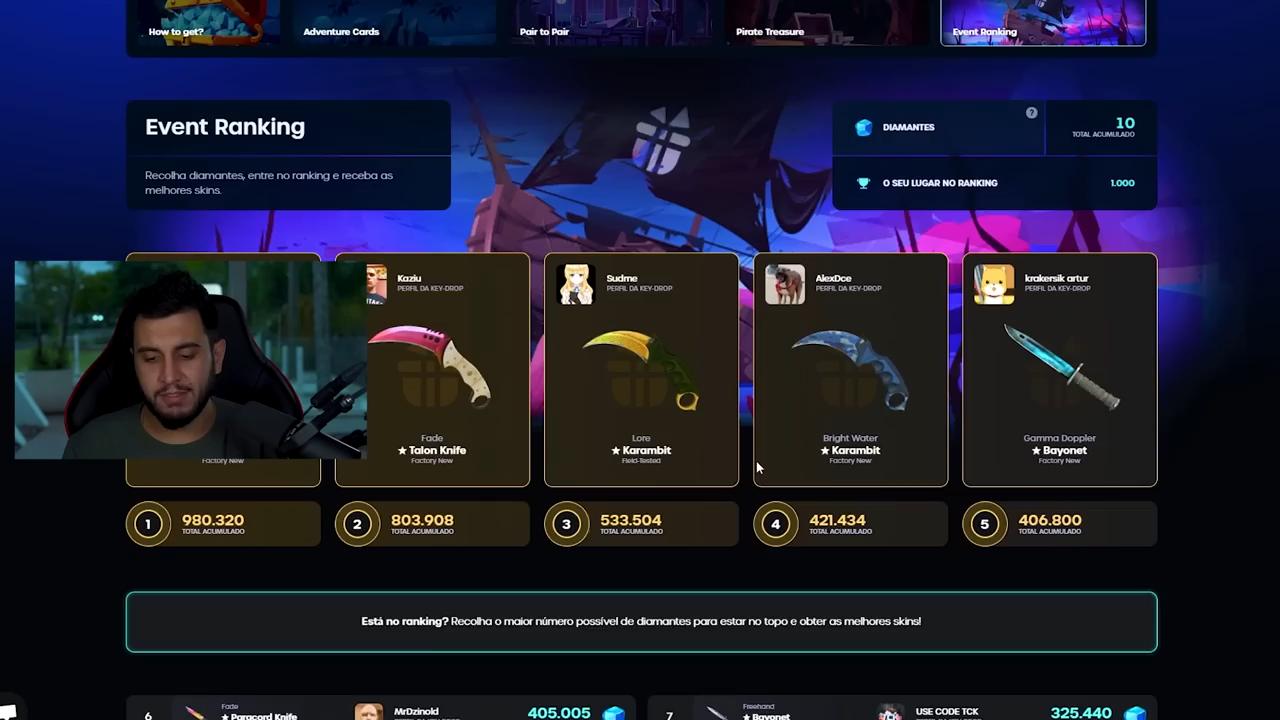 How to get?
Adventure Cards
Pair to Pair
Pirate Treasure
Event Ranking
Event Ranking
Recolha diamantes, entre no ranking e receba as
melhores skins.
DIAMANTES
?
10
TOTAL ACUMULADO
O SEU LUGAR NO RANKING
1.000
Kaziu
PERFIL DA KEY-DROP
Sudme
PERFIL DA KEY-DROP
AlexDce
PERFIL DA KEY-DROP
krakersik artur
PERFIL DA KEY-DROP
Factory New
Fade
★ Talon Knife
Factory New
Lore
★ Karambit
Field-Tested
Bright Water
★ Karambit
Factory New
Gamma Doppler
★ Bayonet
Factory New
1
980.320
TOTAL ACUMULADO
2
803.908
TOTAL ACUMULADO
3
533.504
TOTAL ACUMULADO
4
421.434
TOTAL ACUMULADO
5
406.800
TOTAL ACUMULADO
Está no ranking? Recolha o maior número possível de diamantes para estar no topo e obter as melhores skins!
6
Fade
★ Paracord Knife
MrDzinold
405.005
7
Freehand
★ Bayonet
USE CODE TCK
325.440